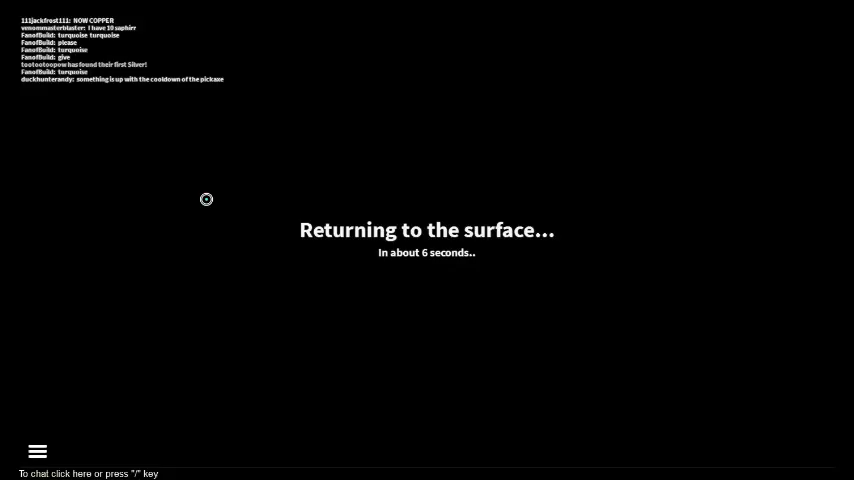 111jackfrost111: NOW COPPER
venommasterblaster: I have 10 saphirr
FanofBuild: turquoise turquoise
FanofBuild: please
FanofBuild: turquoise
FanofBuild: give
tootootoopow has found their first Silver!
FanofBuild: turquoise
duckhunterandy: something is up with the cooldown of the pickaxe
Returning to the surface...
In about 6 seconds..
To chat click here or press "/" key